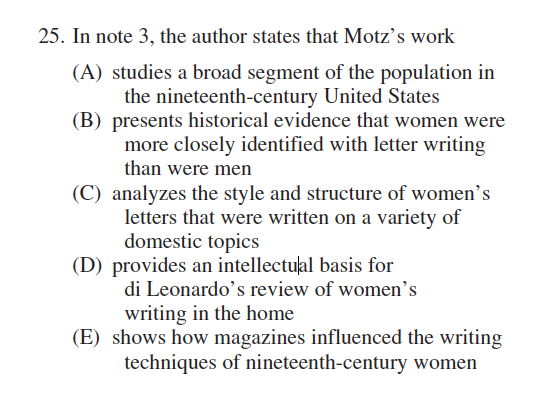 25. In note 3, the author states that Motz’s work
(A) studies a broad segment of the population in
the nineteenth-century United States
(B) presents historical evidence that women were
more closely identified with letter writing
than were men
(C) analyzes the style and structure of women’s
letters that were written on a variety of
domestic topics
(D) provides an intellectual basis for
di Leonardo’s review of women’s
writing in the home
(E) shows how magazines influenced the writing
techniques of nineteenth-century women